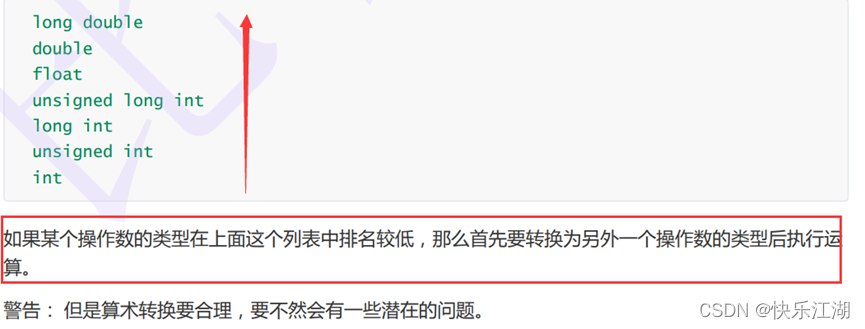 long double
double
float
unsigned long int
long int
unsigned int
int
如果某个操作数的类型在上面这个列表中排名较低，那么首先要转换为另外一个操作数的类型后执行运
算。
警告： 但是算术转换要合理，要不然会有一些潜在的问题。
CSDN @快乐江湖